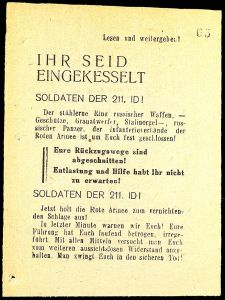 Lesen und weitergeben!
IHR SEID
EINGEKESSELT
SOLDATEN DER 211. ID!
Der stählerne Ring russischer Waffen, —
Geschütze, Granatwerfer, Stalinorgel—, rus-
sischer Panzer, der Infanterieverbände der
Roten Armee ist um Euch fest geschlossen!
Eure Rückzugswege sind
abgeschnitten!
Entlastung und Hilfe habt ihr nicht
zu erwarten!
SOLDATEN DER 211. ID!
Jetzt holt die Rote Armee zum vernichten-
den Schlage aus!
In letzter Minute warnen wir Euch! Eure
Führung hat Euch laufend betrogen, irrege-
führt. Mit allen Mitteln versucht man Euch
zum weiteren aussichtslosen Widerstand anzu-
halten. Man zwingt Euch in den sicheren Tod!